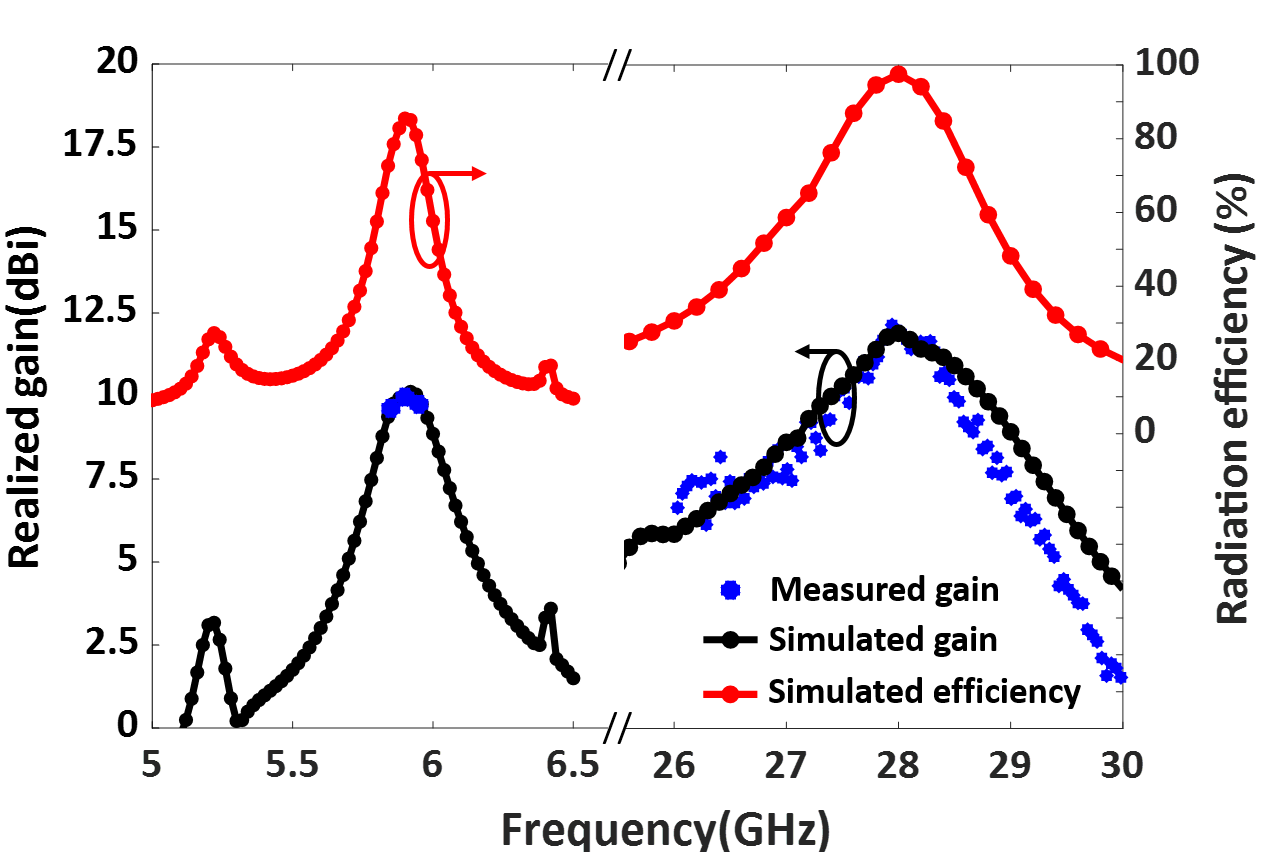 20
17.5
15
12.5
10
7.5
5
2.5
0
Realized gain(dBi)
100
80
60
40
20
0
Radiation efficiency (%)
Measured gain
Simulated gain
Simulated efficiency
5 5.5 6 6.5 26 27 28 29 30
Frequency(GHz)